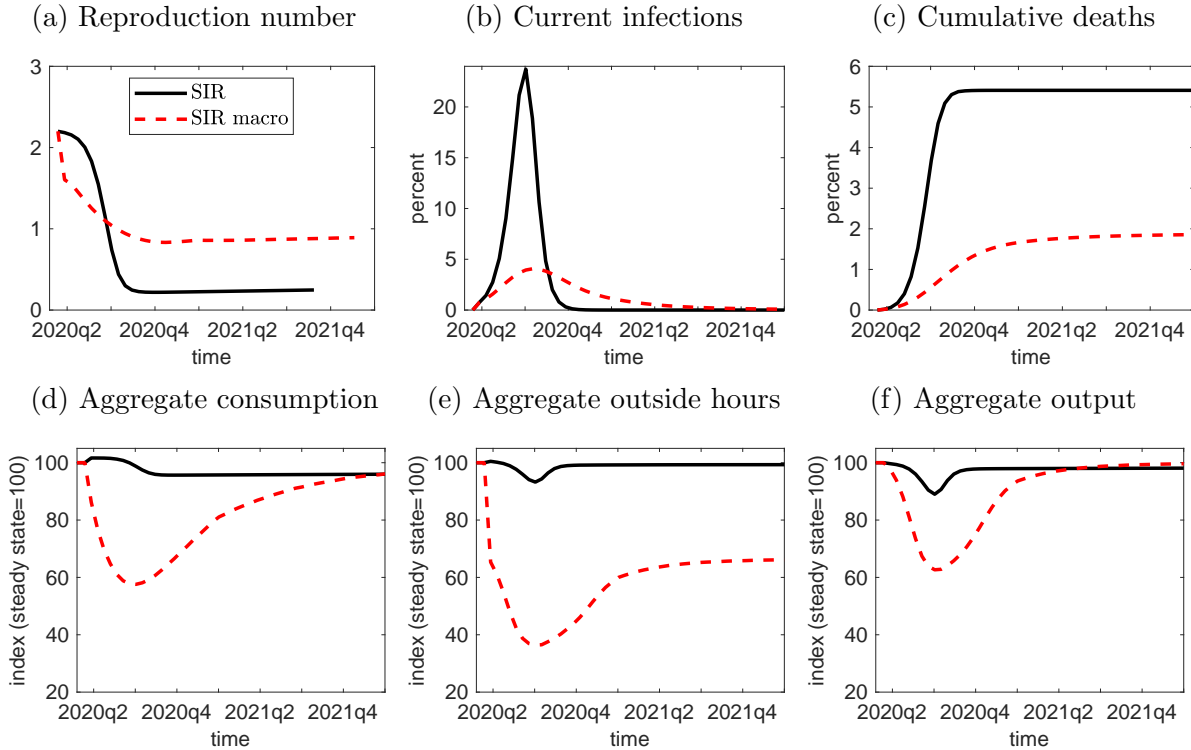 (a) Reproduction number
(b) Current infections
(c) Cumulative deaths
3
2
1
0
SIR
SIR macro
2020q2 2020q4 2021q2 2021q4
time
percent
20
15
10
5
0
2020q2 2020q4 2021q2 2021q4
time
percent
6
5
4
3
2
1
0
2020q2 2020q4 2021q2 2021q4
time
(d) Aggregate consumption
(e) Aggregate outside hours
(f) Aggregate output
index (steady state=100)
100
80
60
40
20
2020q2 2020q4 2021q2 2021q4
time
index (steady state=100)
100
80
60
40
20
2020q2 2020q4 2021q2 2021q4
time
index (steady state=100)
100
80
60
40
20
2020q2 2020q4 2021q2 2021q4
time